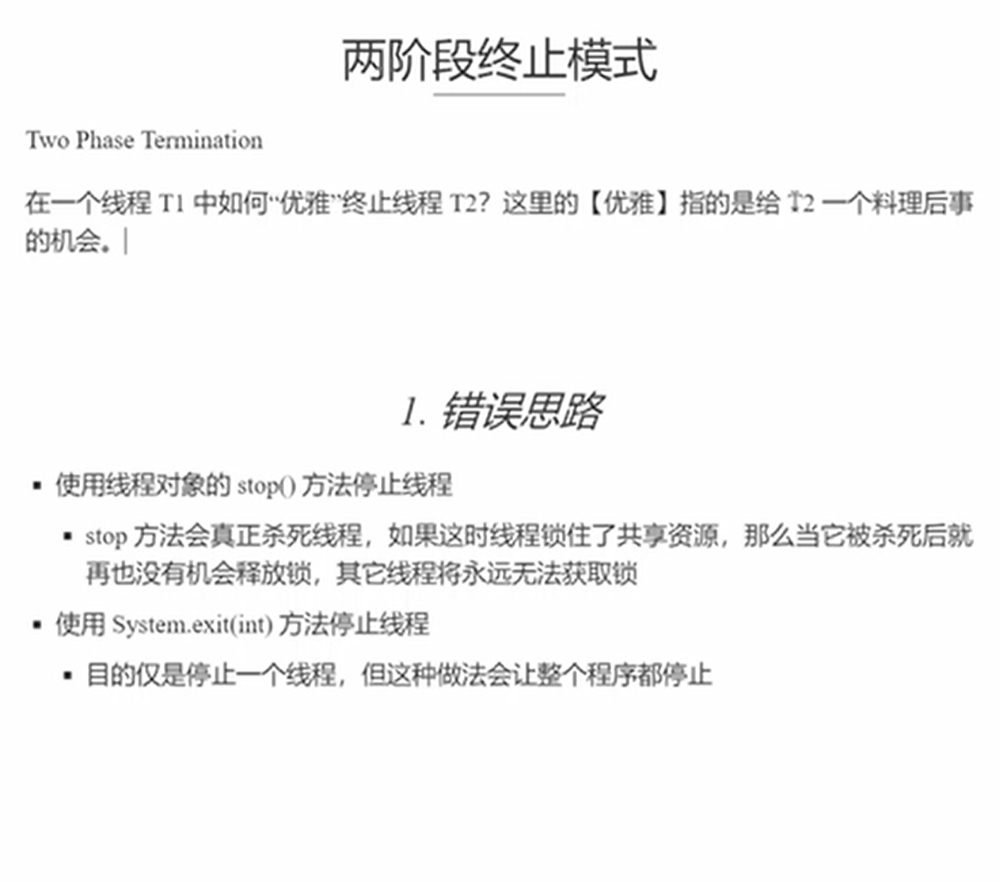 两阶段终止模式
Two Phase Termination
在一个线程 T1 中如何“优雅”终止线程 T2？这里的【优雅】指的是给 T2 一个料理后事
的机会。
1. 错误思路
▪ 使用线程对象的 stop() 方法停止线程
▪ stop 方法会真正杀死线程，如果这时线程锁住了共享资源，那么当它被杀死后就
再也没有机会释放锁，其它线程将永远无法获取锁
▪ 使用 System.exit(int) 方法停止线程
▪ 目的仅是停止一个线程，但这种做法会让整个程序都停止